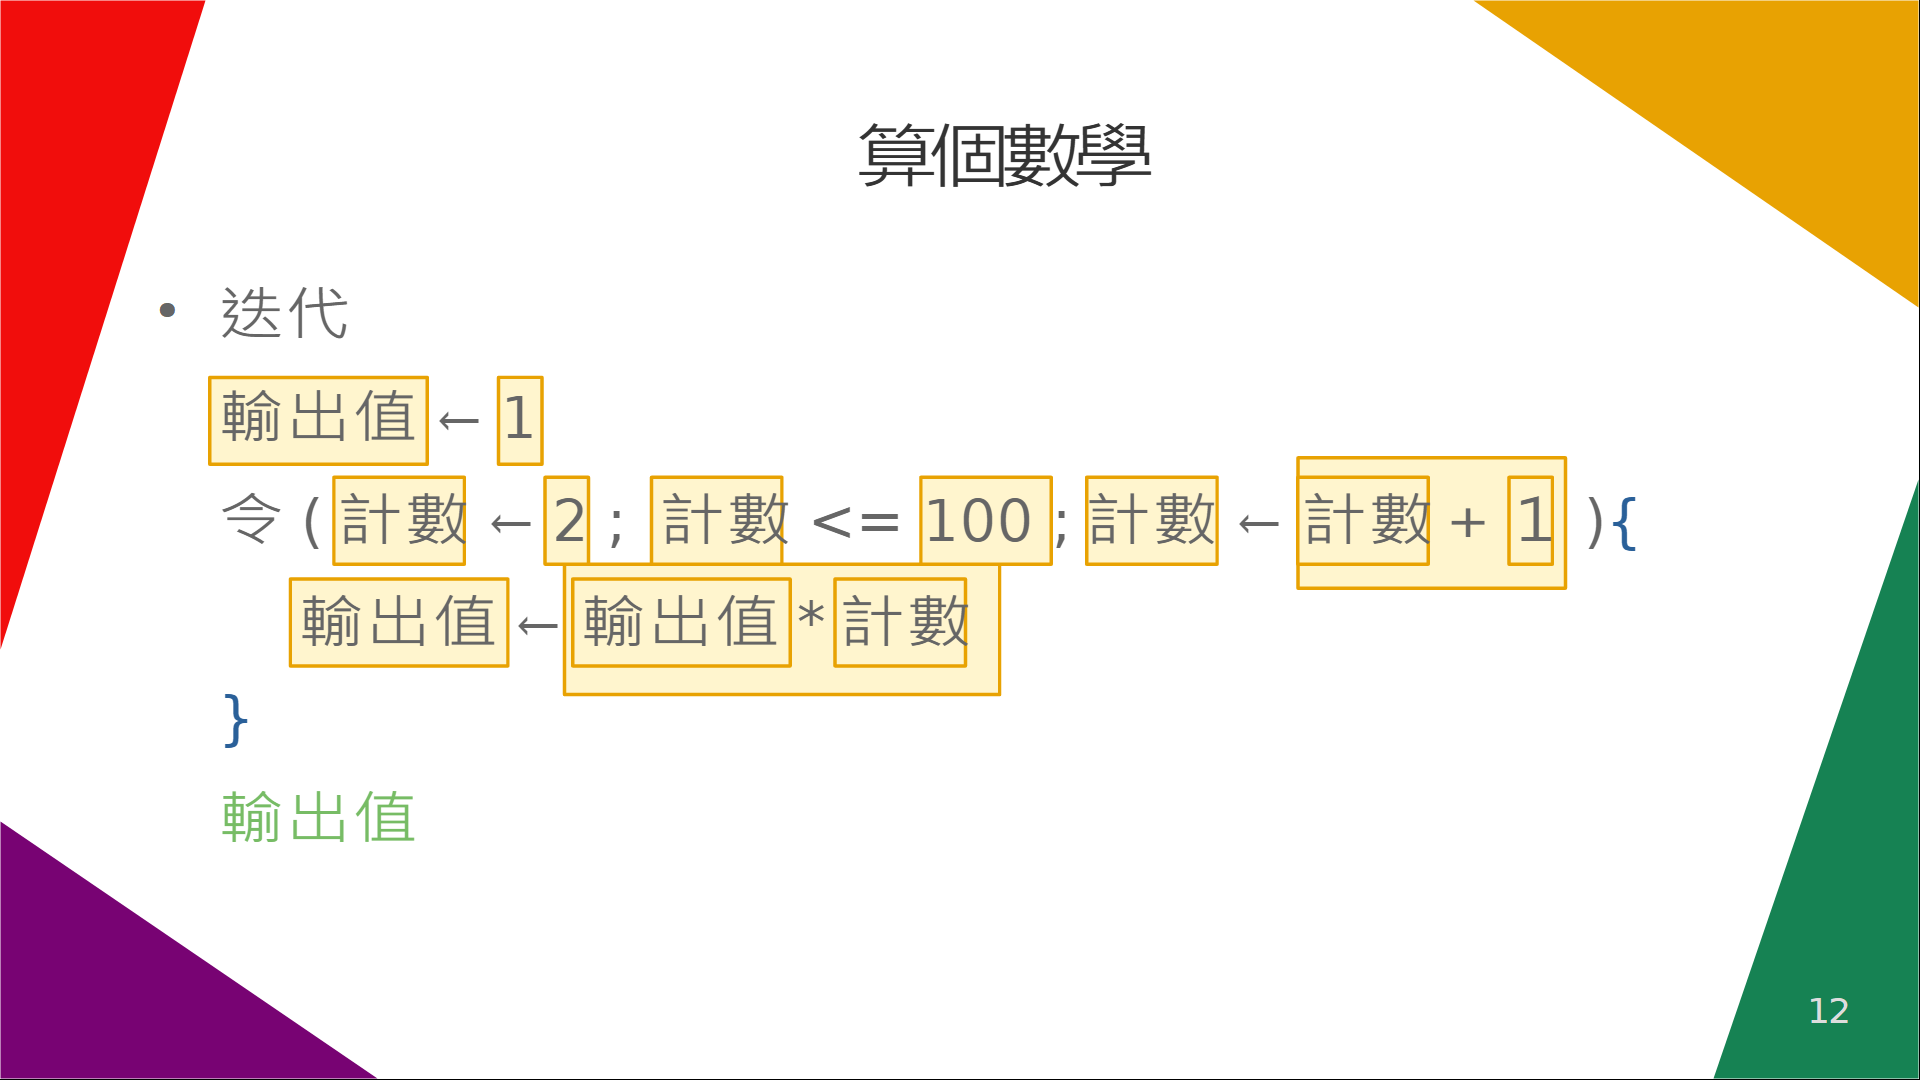 算個數學
• 迭代
輸出值 ← 1
令 ( 計數 ← 2 ; 計數 <= 100 ; 計數 ← 計數 + 1 ){
輸出值 ← 輸出值 * 計數
}
輸出值
12